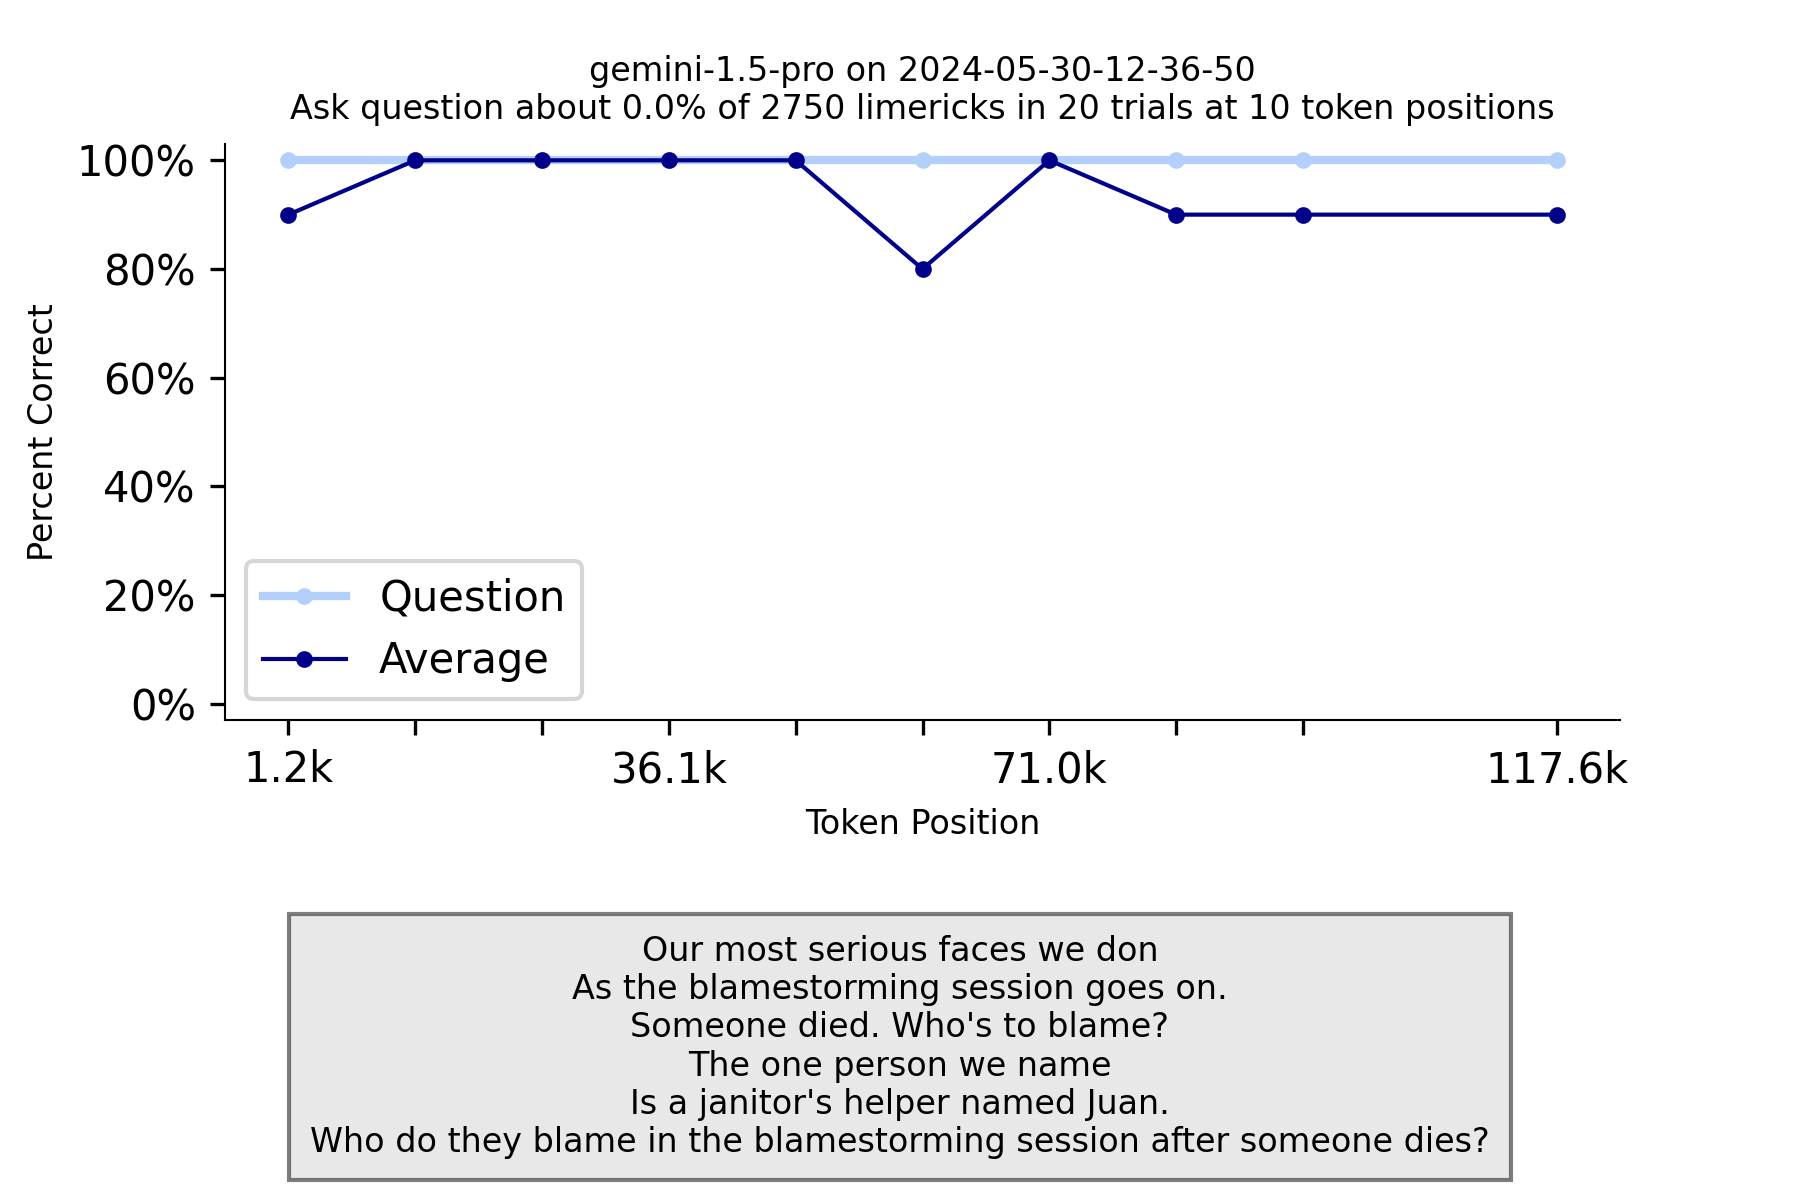 gemini-1.5-pro on 2024-05-30-12-36-50
Ask question about 0.0% of 2750 limericks in 20 trials at 10 token positions
100%
80%
60%
40%
20%
0%
Percent Correct
Question
Average
1.2k
36.1k
71.0k
117.6k
Token Position
Our most serious faces we don
As the blamestorming session goes on.
Someone died. Who's to blame?
The one person we name
Is a janitor's helper named Juan.
Who do they blame in the blamestorming session after someone dies?